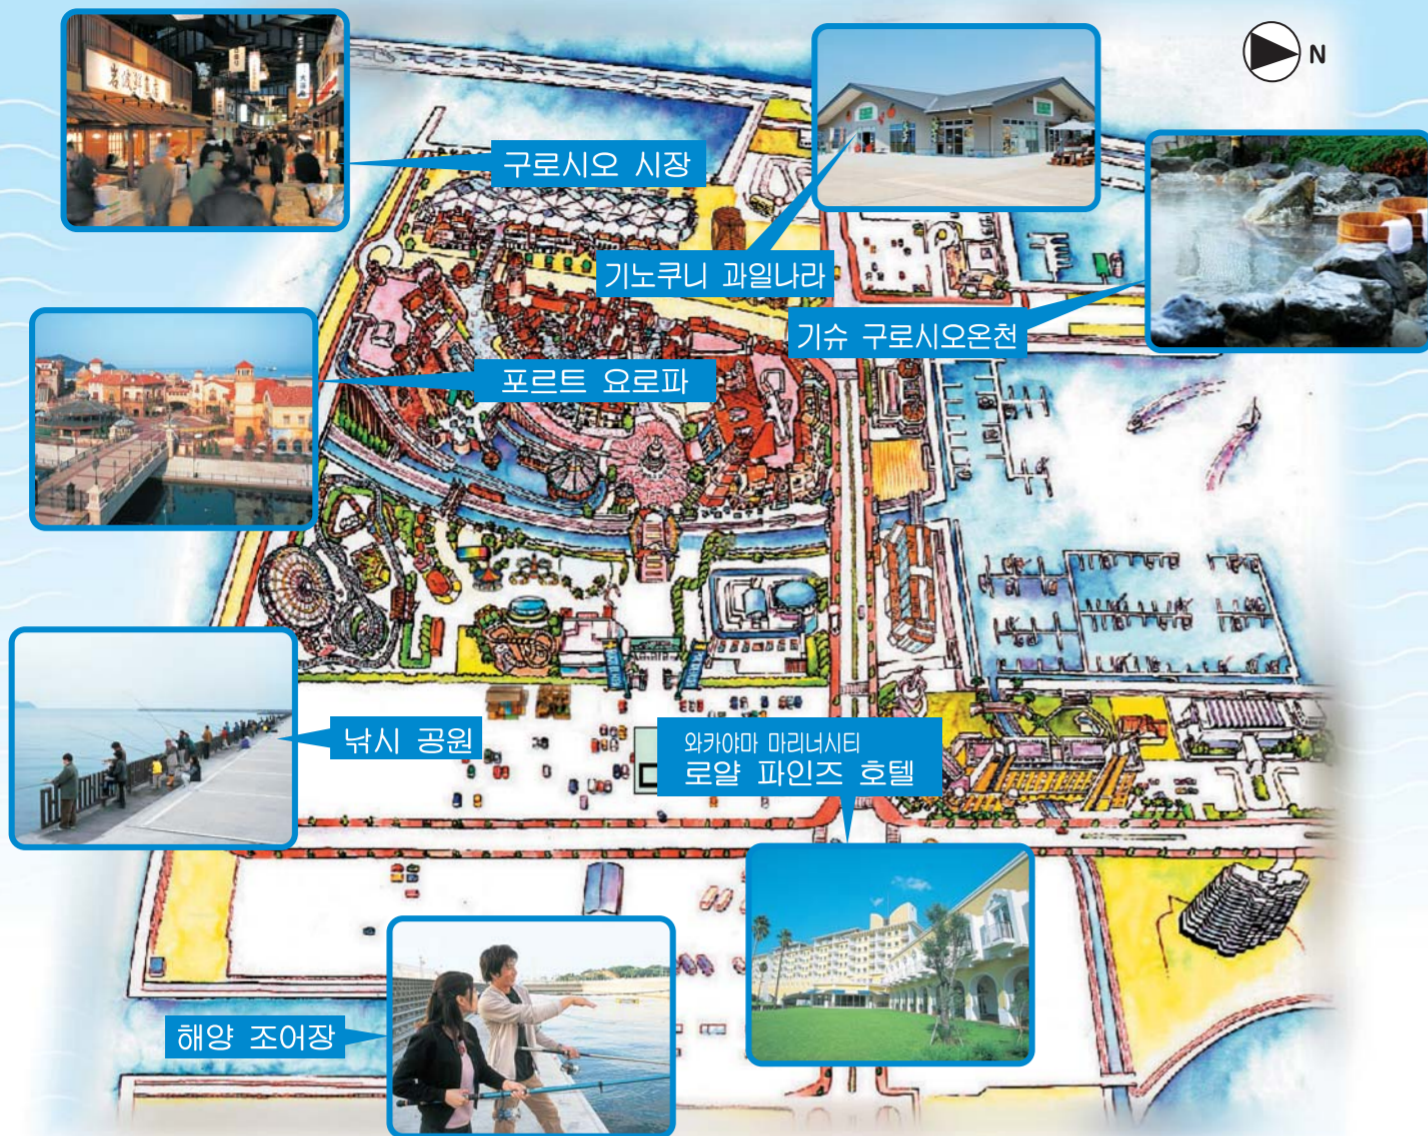 N
구로시오 시장
기노쿠니 과일나라
기슈 구로시오온천
포르트 요로파
낚시 공원
와카야마 마리너시티
로얄 파인즈 호텔
해양 조어장